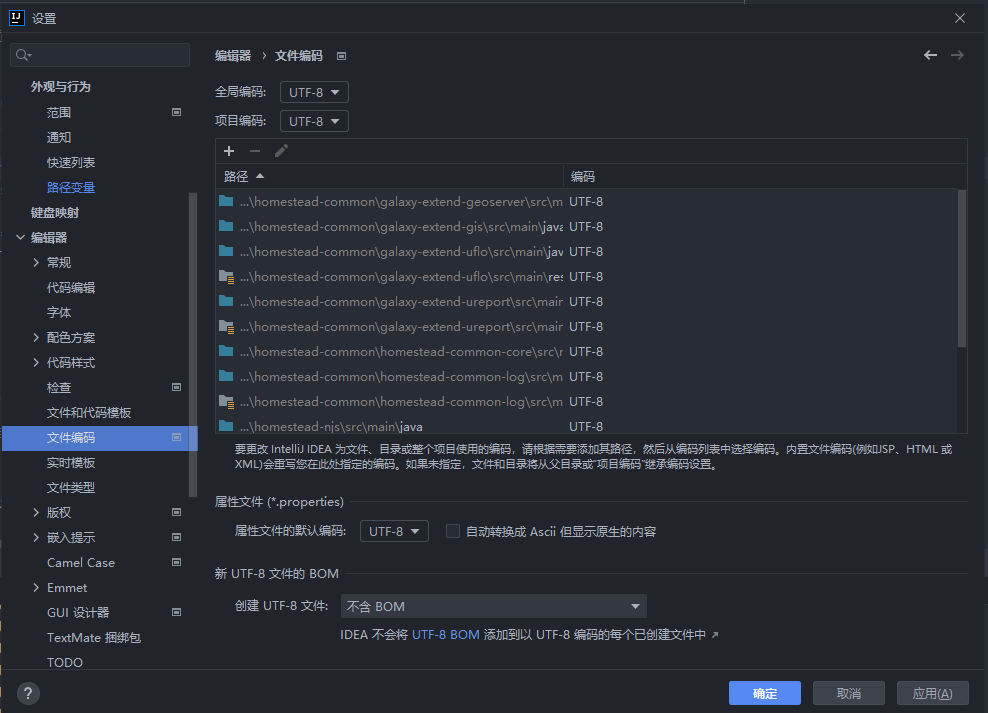 设置
外观与行为
范围
通知
快速列表
路径变量
键盘映射
编辑器
常规
代码编辑
字体
配色方案
代码样式
检查
文件和代码模板
文件编码
实时模板
文件类型
版权
嵌入提示
Camel Case
Emmet
GUI 设计器
TextMate 捆绑包
TODO
编辑器 › 文件编码
全局编码: UTF-8
项目编码: UTF-8
路径 编码
...\homestead-common\galaxy-extend-geoserver\src\m UTF-8
...\homestead-common\galaxy-extend-gis\src\main\java UTF-8
...\homestead-common\galaxy-extend-uflo\src\main\jav UTF-8
...\homestead-common\galaxy-extend-uflo\src\main\res UTF-8
...\homestead-common\galaxy-extend-ureport\src\main UTF-8
...\homestead-common\galaxy-extend-ureport\src\main UTF-8
...\homestead-common\homestead-common-core\src\r UTF-8
...\homestead-common\homestead-common-log\src\m UTF-8
...\homestead-common\homestead-common-log\src\m UTF-8
...\homestead-njs\src\main\java UTF-8
要更改 IntelliJ IDEA 为文件、目录或整个项目使用的编码，请根据需要添加其路径，然后从编码列表中选择编码。内置文件编码(例如JSP、HTML 或
XML)会重写您在此处指定的编码。如果未指定，文件和目录将从父目录或"项目编码"继承编码设置。
属性文件 (*.properties)
属性文件的默认编码: UTF-8 自动转换成 Ascii 但显示原生的内容
新 UTF-8 文件的 BOM
创建 UTF-8 文件: 不含 BOM
IDEA 不会将 UTF-8 BOM 添加到以 UTF-8 编码的每个已创建文件中 ↗
?
确定 取消 应用(A)